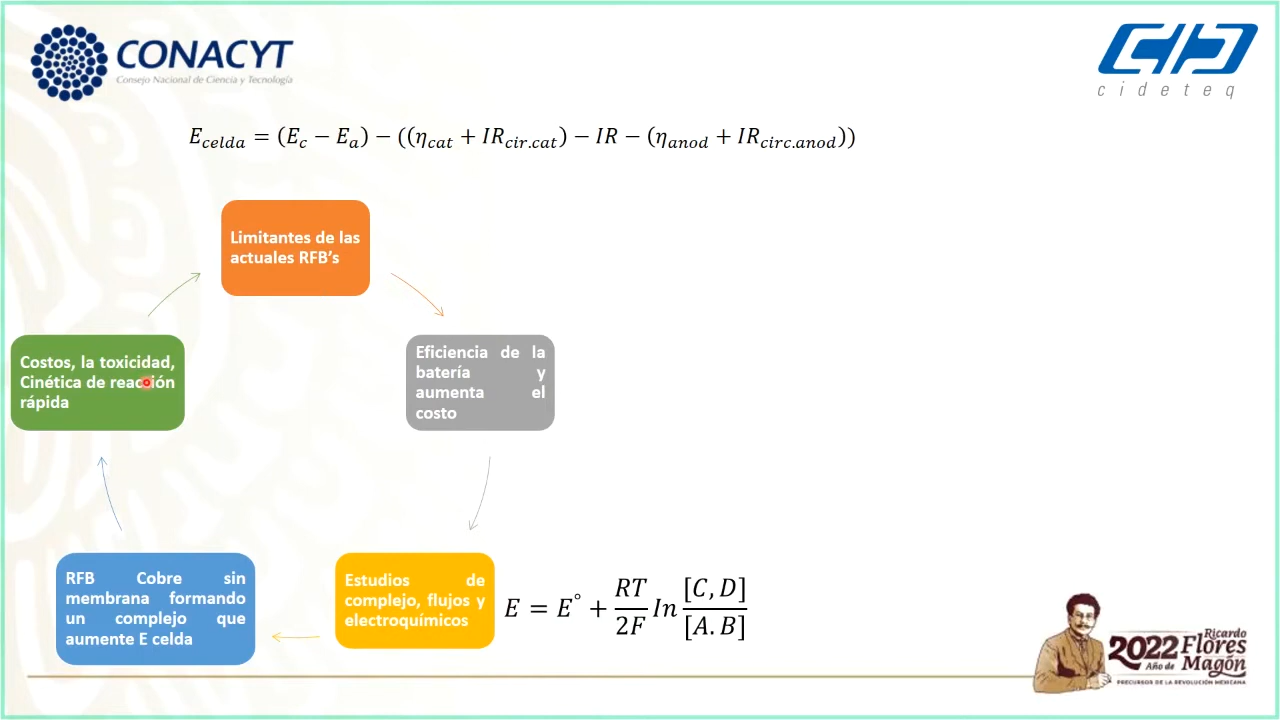 CONACYT
Consejo Nacional de Ciencia y Tecnología
cideteq
E_celda = (E_c − E_a) − ((η_cat + IR_cir.cat) − IR − (η_anod + IR_circ.anod))
Limitantes de las
actuales RFB's
Eficiencia de la
batería y
aumenta el
costo
Estudios de
complejo, flujos y
electroquímicos
E = E° + RT/2F In [C, D]/[A.B]
RFB Cobre sin
membrana formando
un complejo que
aumente E celda
Costos, la toxicidad,
Cinética de reacción
rápida
2022 Ricardo
Flores
Año de Magón
PRECURSOR DE LA REVOLUCIÓN MEXICANA